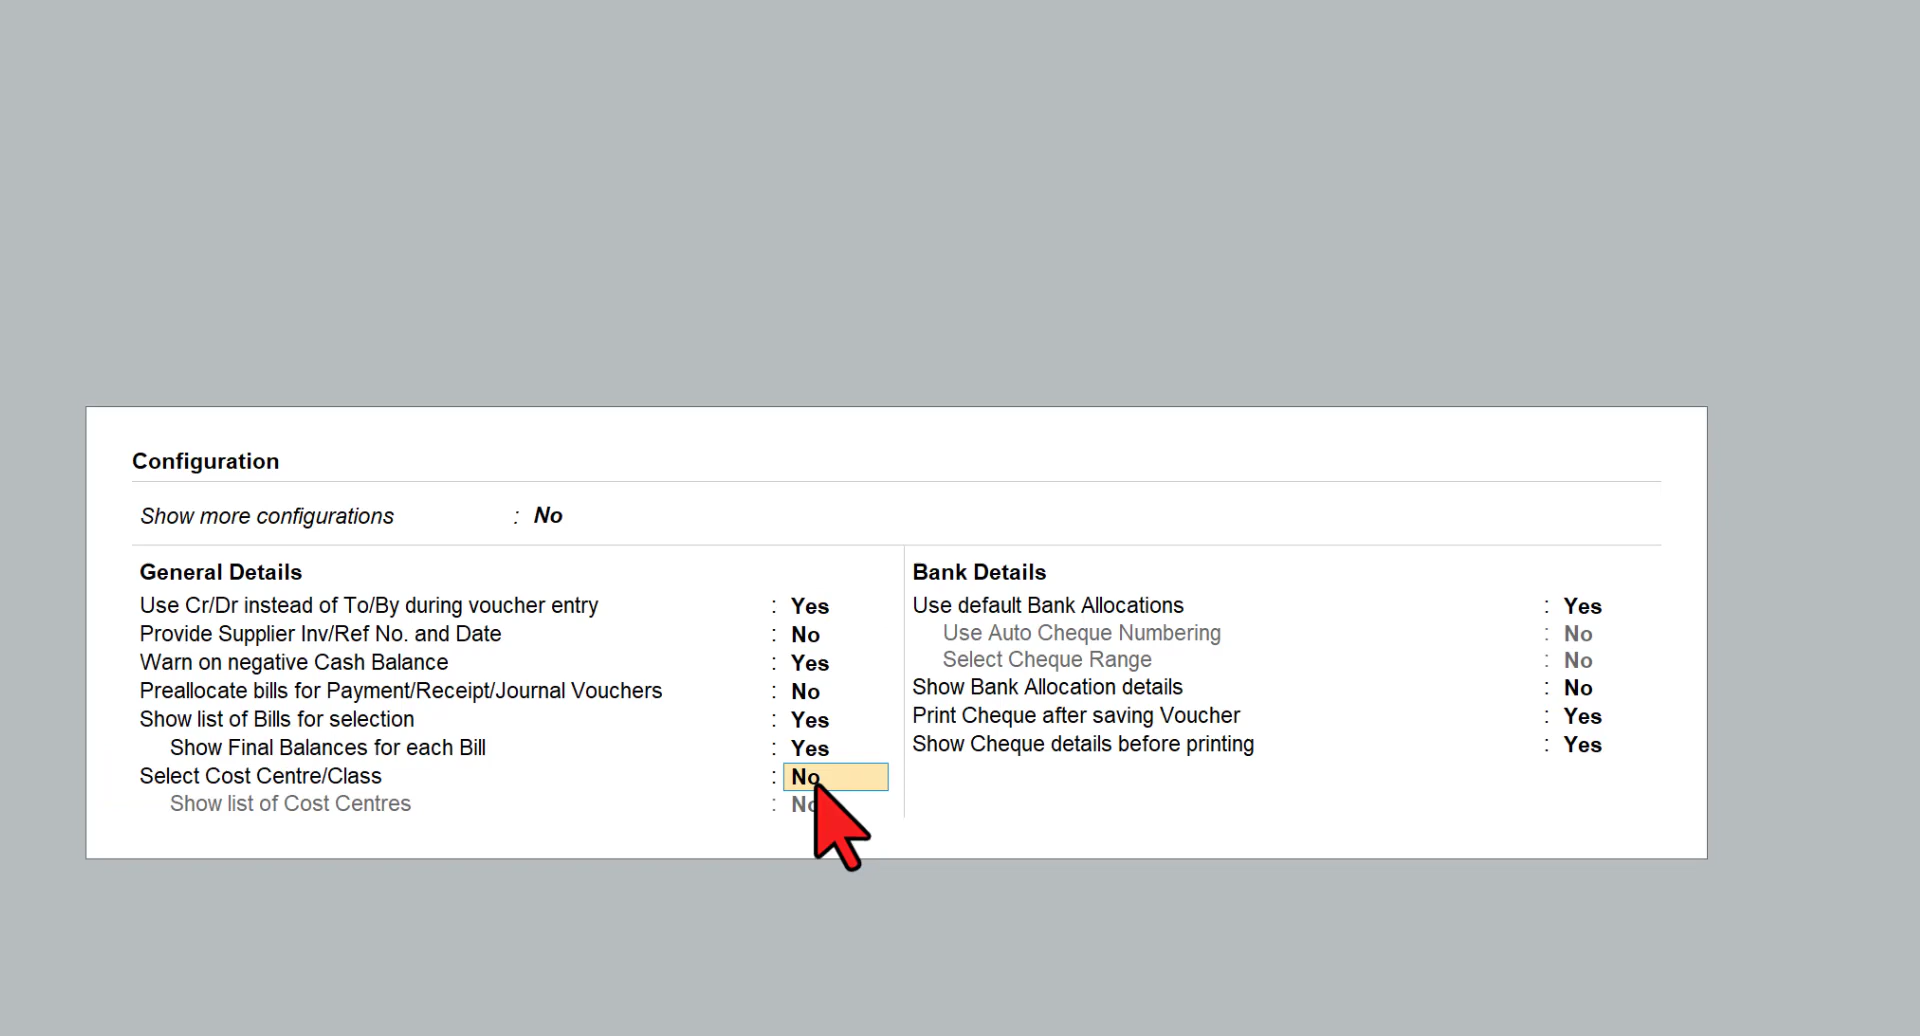 Configuration
Show more configurations : No
General Details
Use Cr/Dr instead of To/By during voucher entry : Yes
Provide Supplier Inv/Ref No. and Date : No
Warn on negative Cash Balance : Yes
Preallocate bills for Payment/Receipt/Journal Vouchers : No
Show list of Bills for selection : Yes
Show Final Balances for each Bill : Yes
Select Cost Centre/Class : No
Show list of Cost Centres : No
Bank Details
Use default Bank Allocations : Yes
Use Auto Cheque Numbering : No
Select Cheque Range : No
Show Bank Allocation details : No
Print Cheque after saving Voucher : Yes
Show Cheque details before printing : Yes